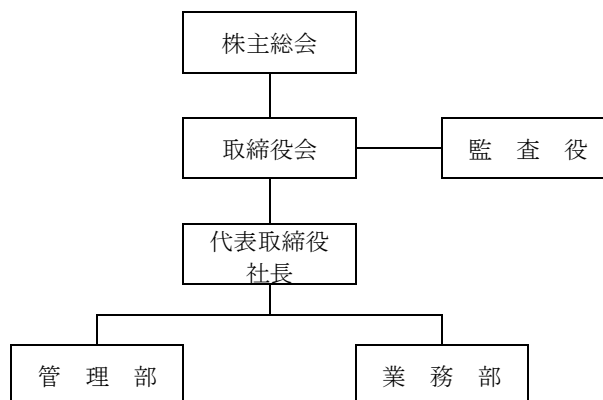 株主総会
取締役会
監　査　役
代表取締役
社長
管　理　部
業　務　部